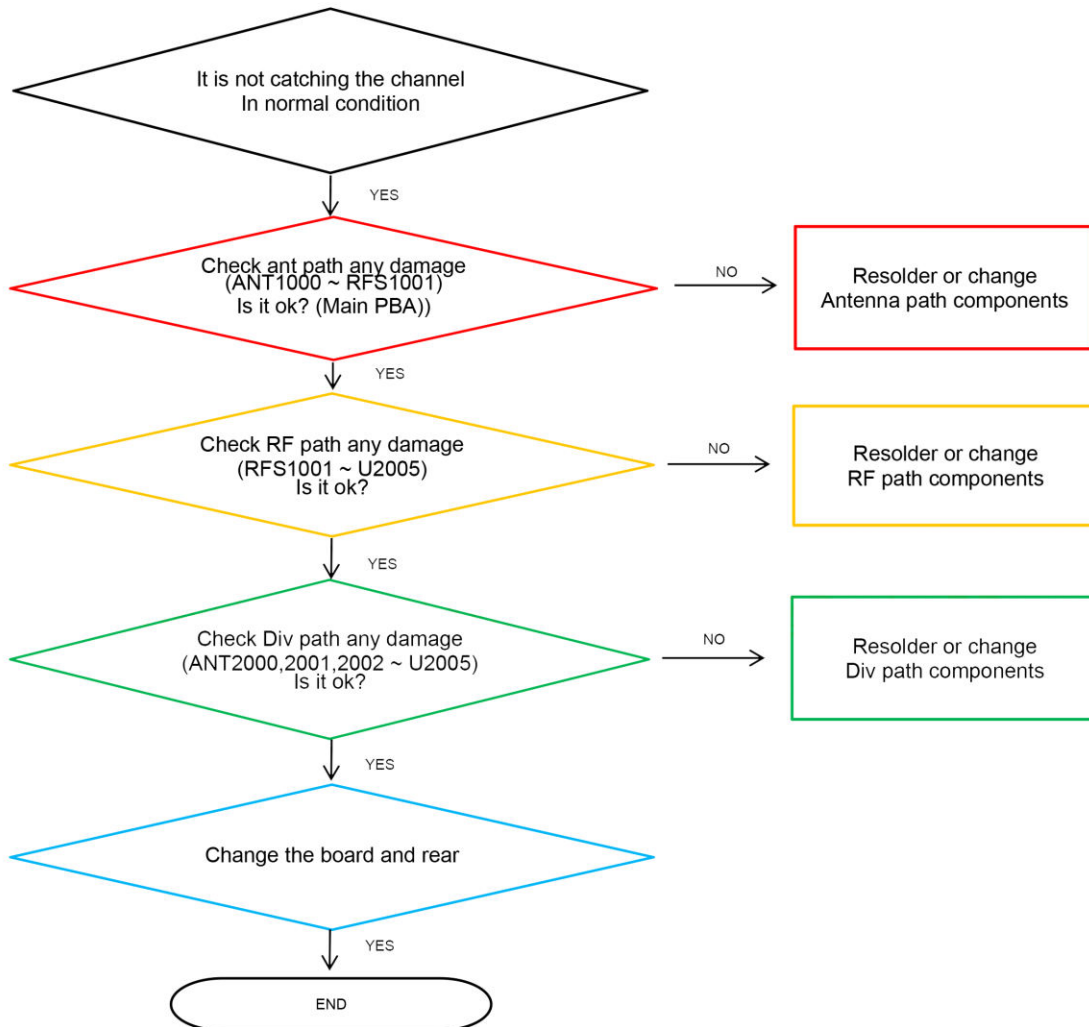 It is not catching the channel
In normal condition
YES
Check ant path any damage
(ANT1000 ~ RFS1001)
Is it ok? (Main PBA))
NO
Resolder or change
Antenna path components
YES
Check RF path any damage
(RFS1001 ~ U2005)
Is it ok?
NO
Resolder or change
RF path components
YES
Check Div path any damage
(ANT2000,2001,2002 ~ U2005)
Is it ok?
NO
Resolder or change
Div path components
YES
Change the board and rear
YES
END